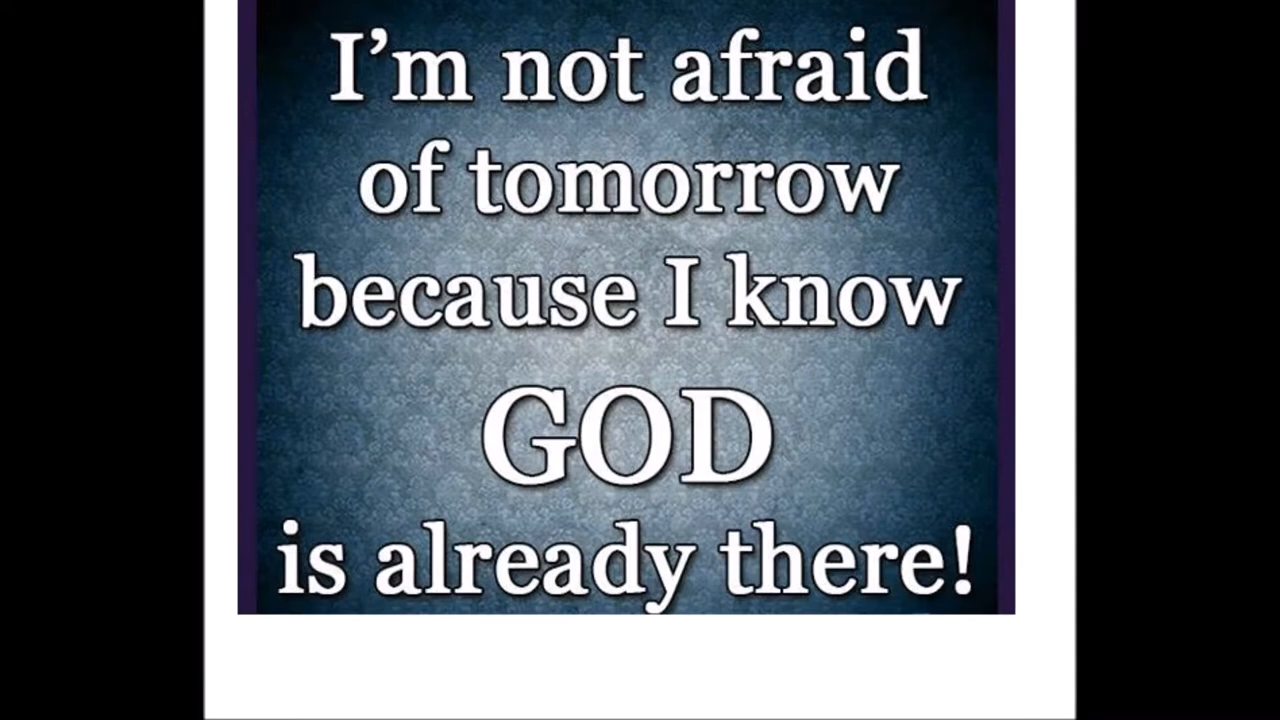 I’m not afraid
of tomorrow
because I know
GOD
is already there!